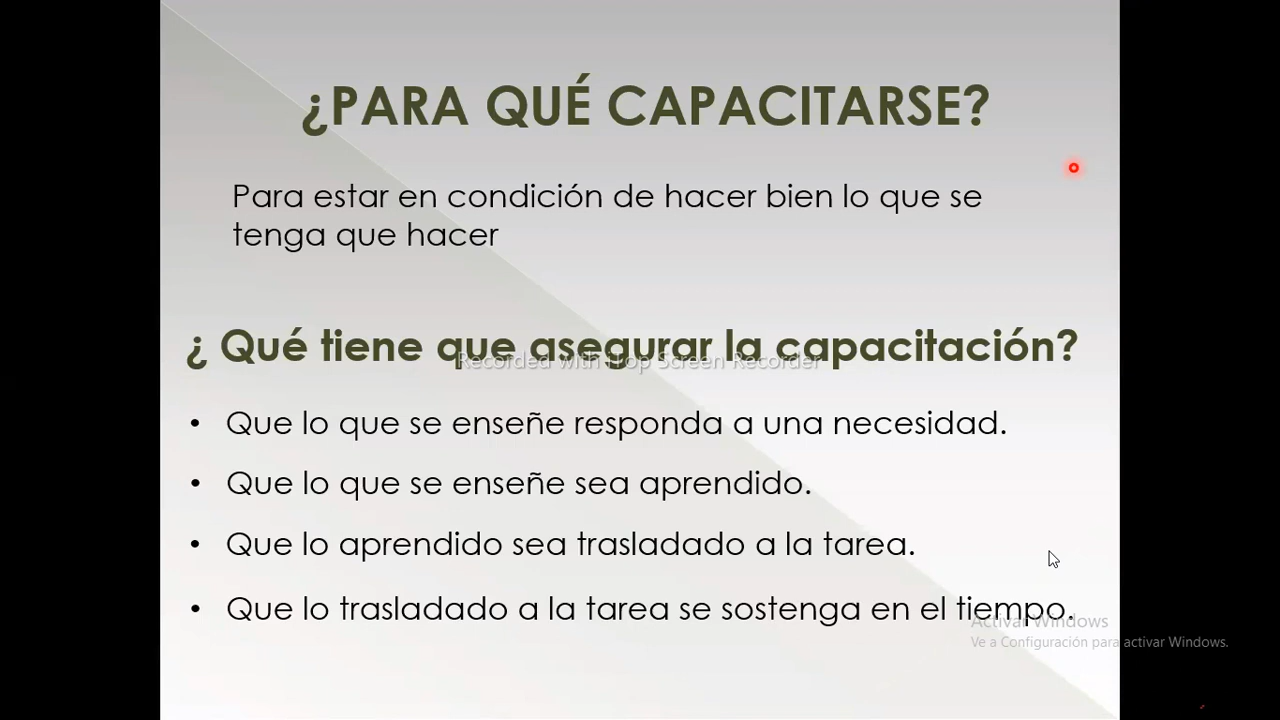 ¿PARA QUÉ CAPACITARSE?
Para estar en condición de hacer bien lo que se
tenga que hacer
¿ Qué tiene que asegurar la capacitación?
Recorded with iTop Screen Recorder
• Que lo que se enseñe responda a una necesidad.
• Que lo que se enseñe sea aprendido.
• Que lo aprendido sea trasladado a la tarea.
• Que lo trasladado a la tarea se sostenga en el tiempo.
Activar Windows
Ve a Configuración para activar Windows.